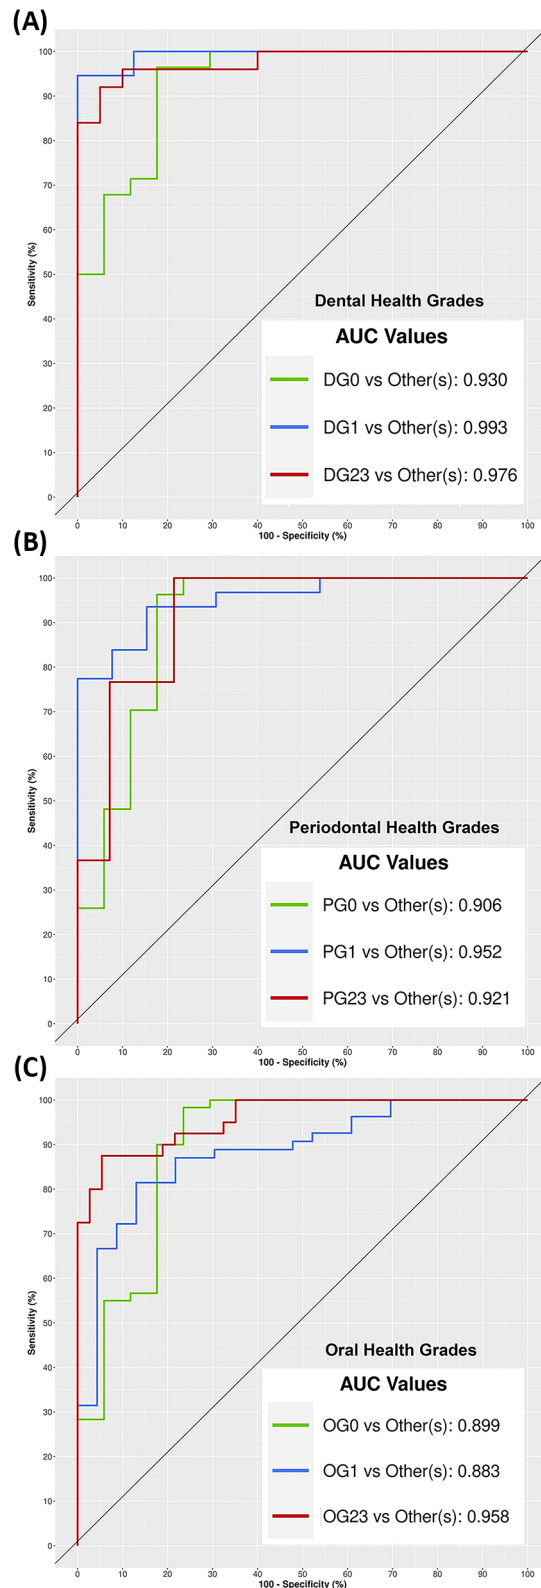 (A)
100
90
80
70
60
50
40
30
20
10
0
Sensitivity (%)
Dental Health Grades
AUC Values
DG0 vs Other(s): 0.930
DG1 vs Other(s): 0.993
DG23 vs Other(s): 0.976
0 10 20 30 40 50 60 70 80 90 100
100 - Specificity (%)
(B)
100
90
80
70
60
50
40
30
20
10
0
Sensitivity (%)
Periodontal Health Grades
AUC Values
PG0 vs Other(s): 0.906
PG1 vs Other(s): 0.952
PG23 vs Other(s): 0.921
0 10 20 30 40 50 60 70 80 90 100
100 - Specificity (%)
(C)
100
90
80
70
60
50
40
30
20
10
0
Sensitivity (%)
Oral Health Grades
AUC Values
OG0 vs Other(s): 0.899
OG1 vs Other(s): 0.883
OG23 vs Other(s): 0.958
0 10 20 30 40 50 60 70 80 90 100
100 - Specificity (%)